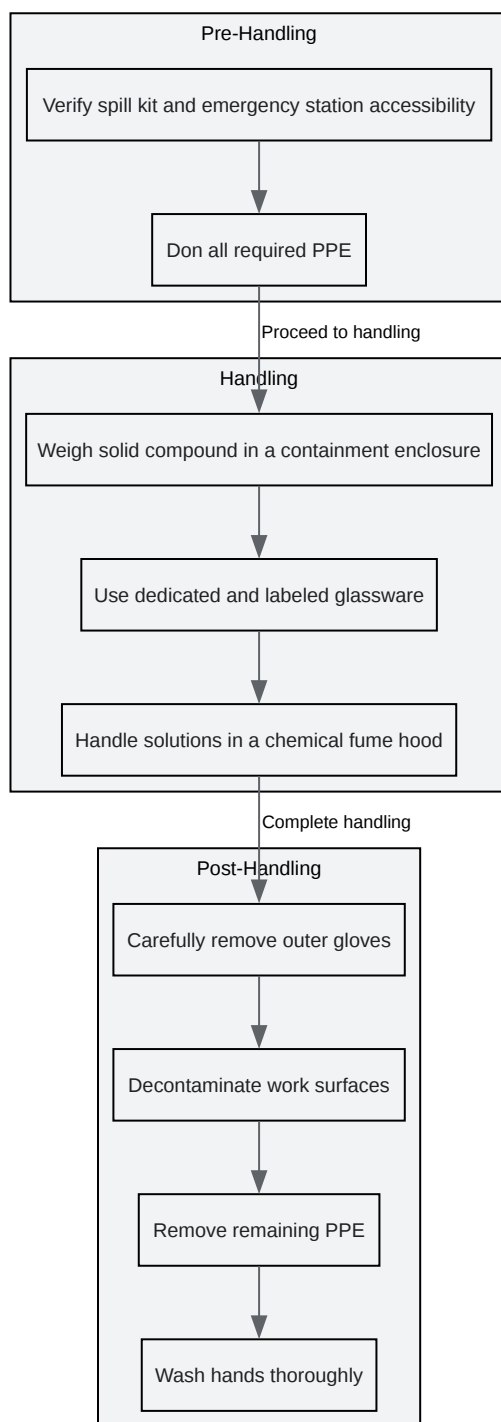 Pre-Handling
Verify spill kit and emergency station accessibility
Don all required PPE
Proceed to handling
Handling
Weigh solid compound in a containment enclosure
Use dedicated and labeled glassware
Handle solutions in a chemical fume hood
Complete handling
Post-Handling
Carefully remove outer gloves
Decontaminate work surfaces
Remove remaining PPE
Wash hands thoroughly